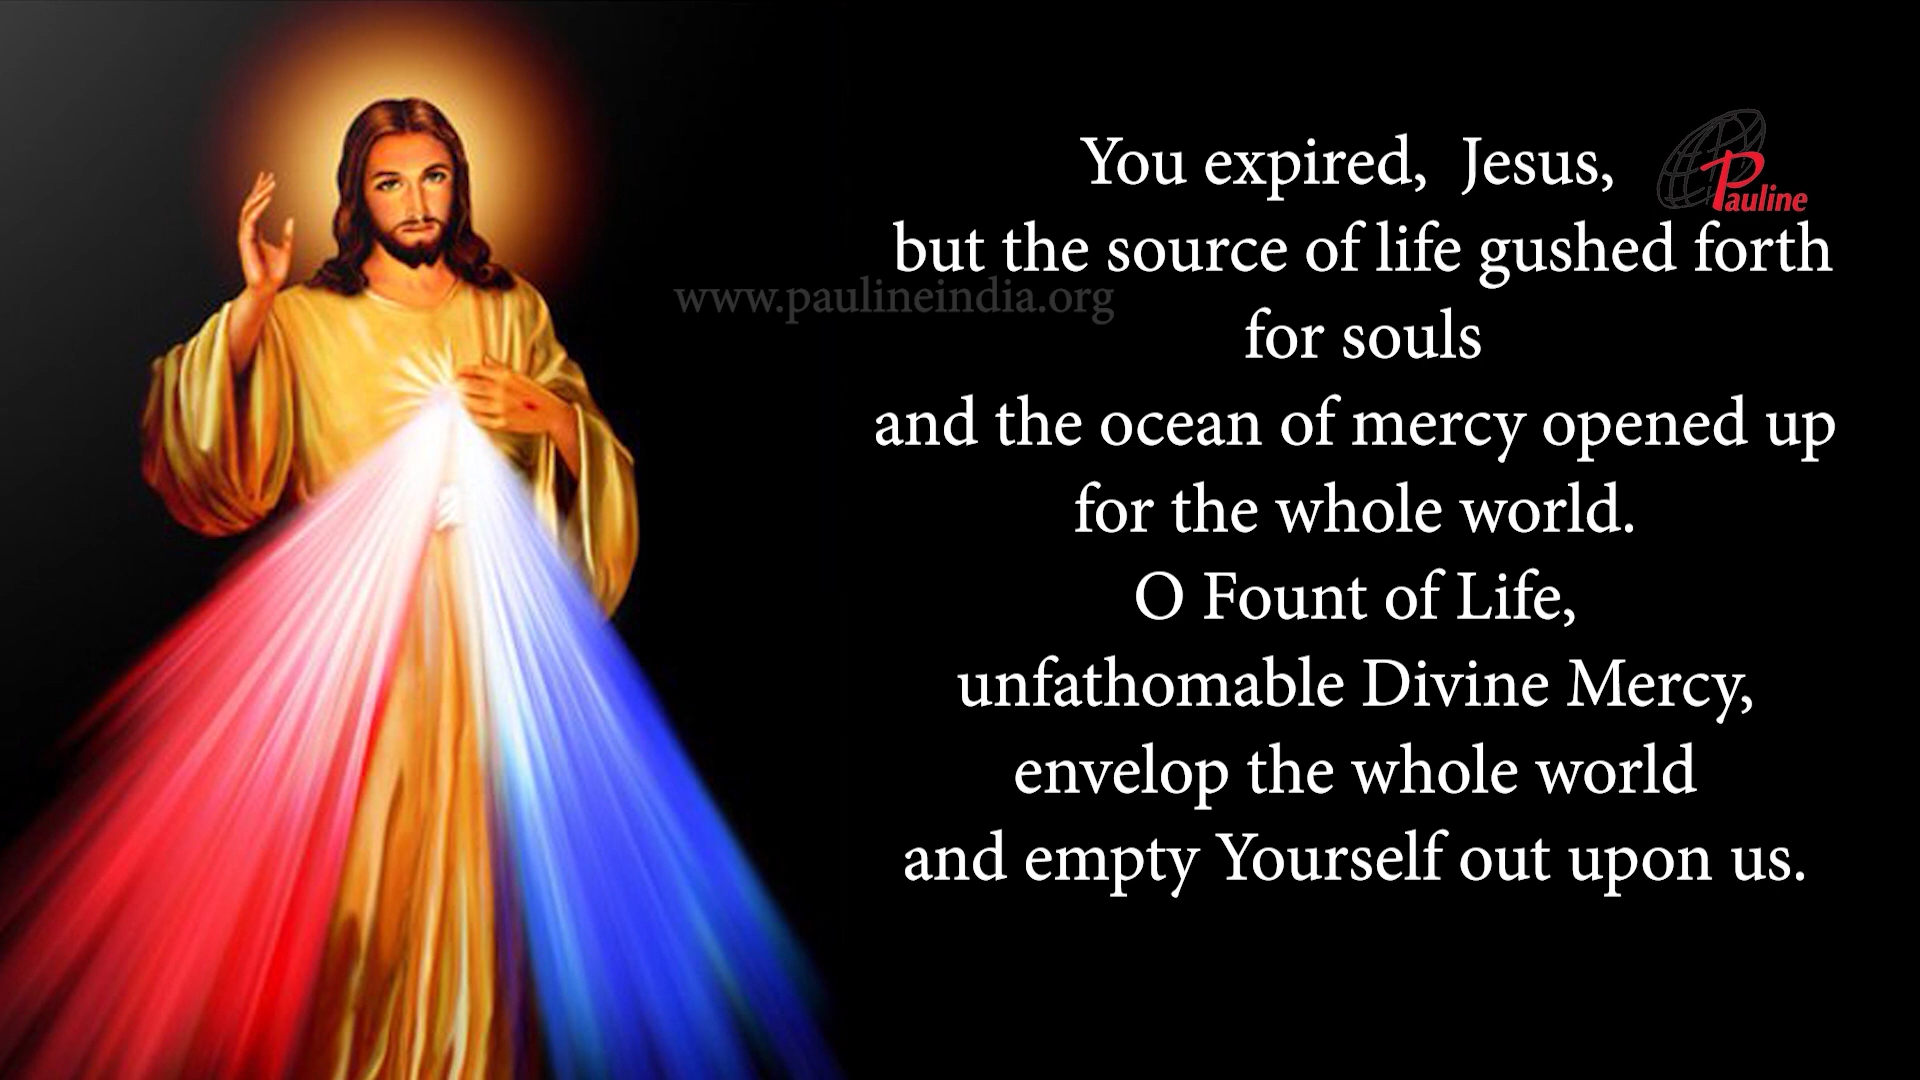 You expired,  Jesus,
Pauline
but the source of life gushed forth
www.paulineindia.org
for souls
and the ocean of mercy opened up
for the whole world.
O Fount of Life,
unfathomable Divine Mercy,
envelop the whole world
and empty Yourself out upon us.